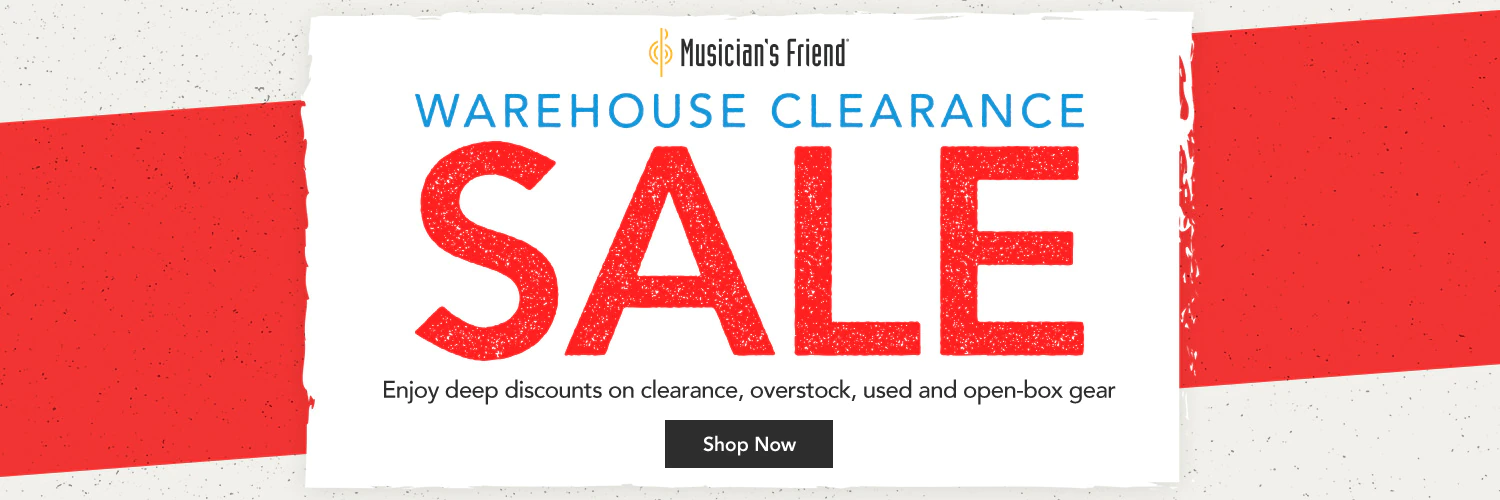 Musician's Friend
WAREHOUSE CLEARANCE
SALE
Enjoy deep discounts on clearance, overstock, used and open-box gear
Shop Now